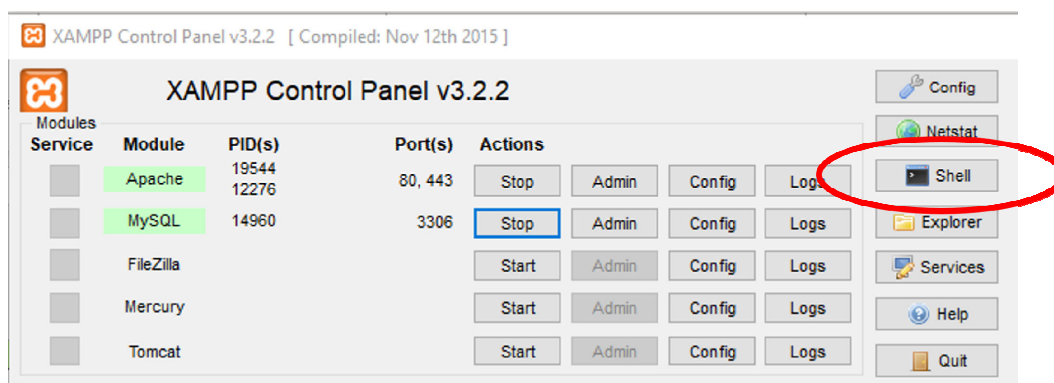 XAMPP Control Panel v3.2.2 [ Compiled: Nov 12th 2015 ]
XAMPP Control Panel v3.2.2
Config
Netstat
Shell
Explorer
Services
Help
Quit
Modules
Service Module PID(s) Port(s) Actions
Apache 19544 12276 80, 443 Stop Admin Config Logs
MySQL 14960 3306 Stop Admin Config Logs
FileZilla Start Admin Config Logs
Mercury Start Admin Config Logs
Tomcat Start Admin Config Logs